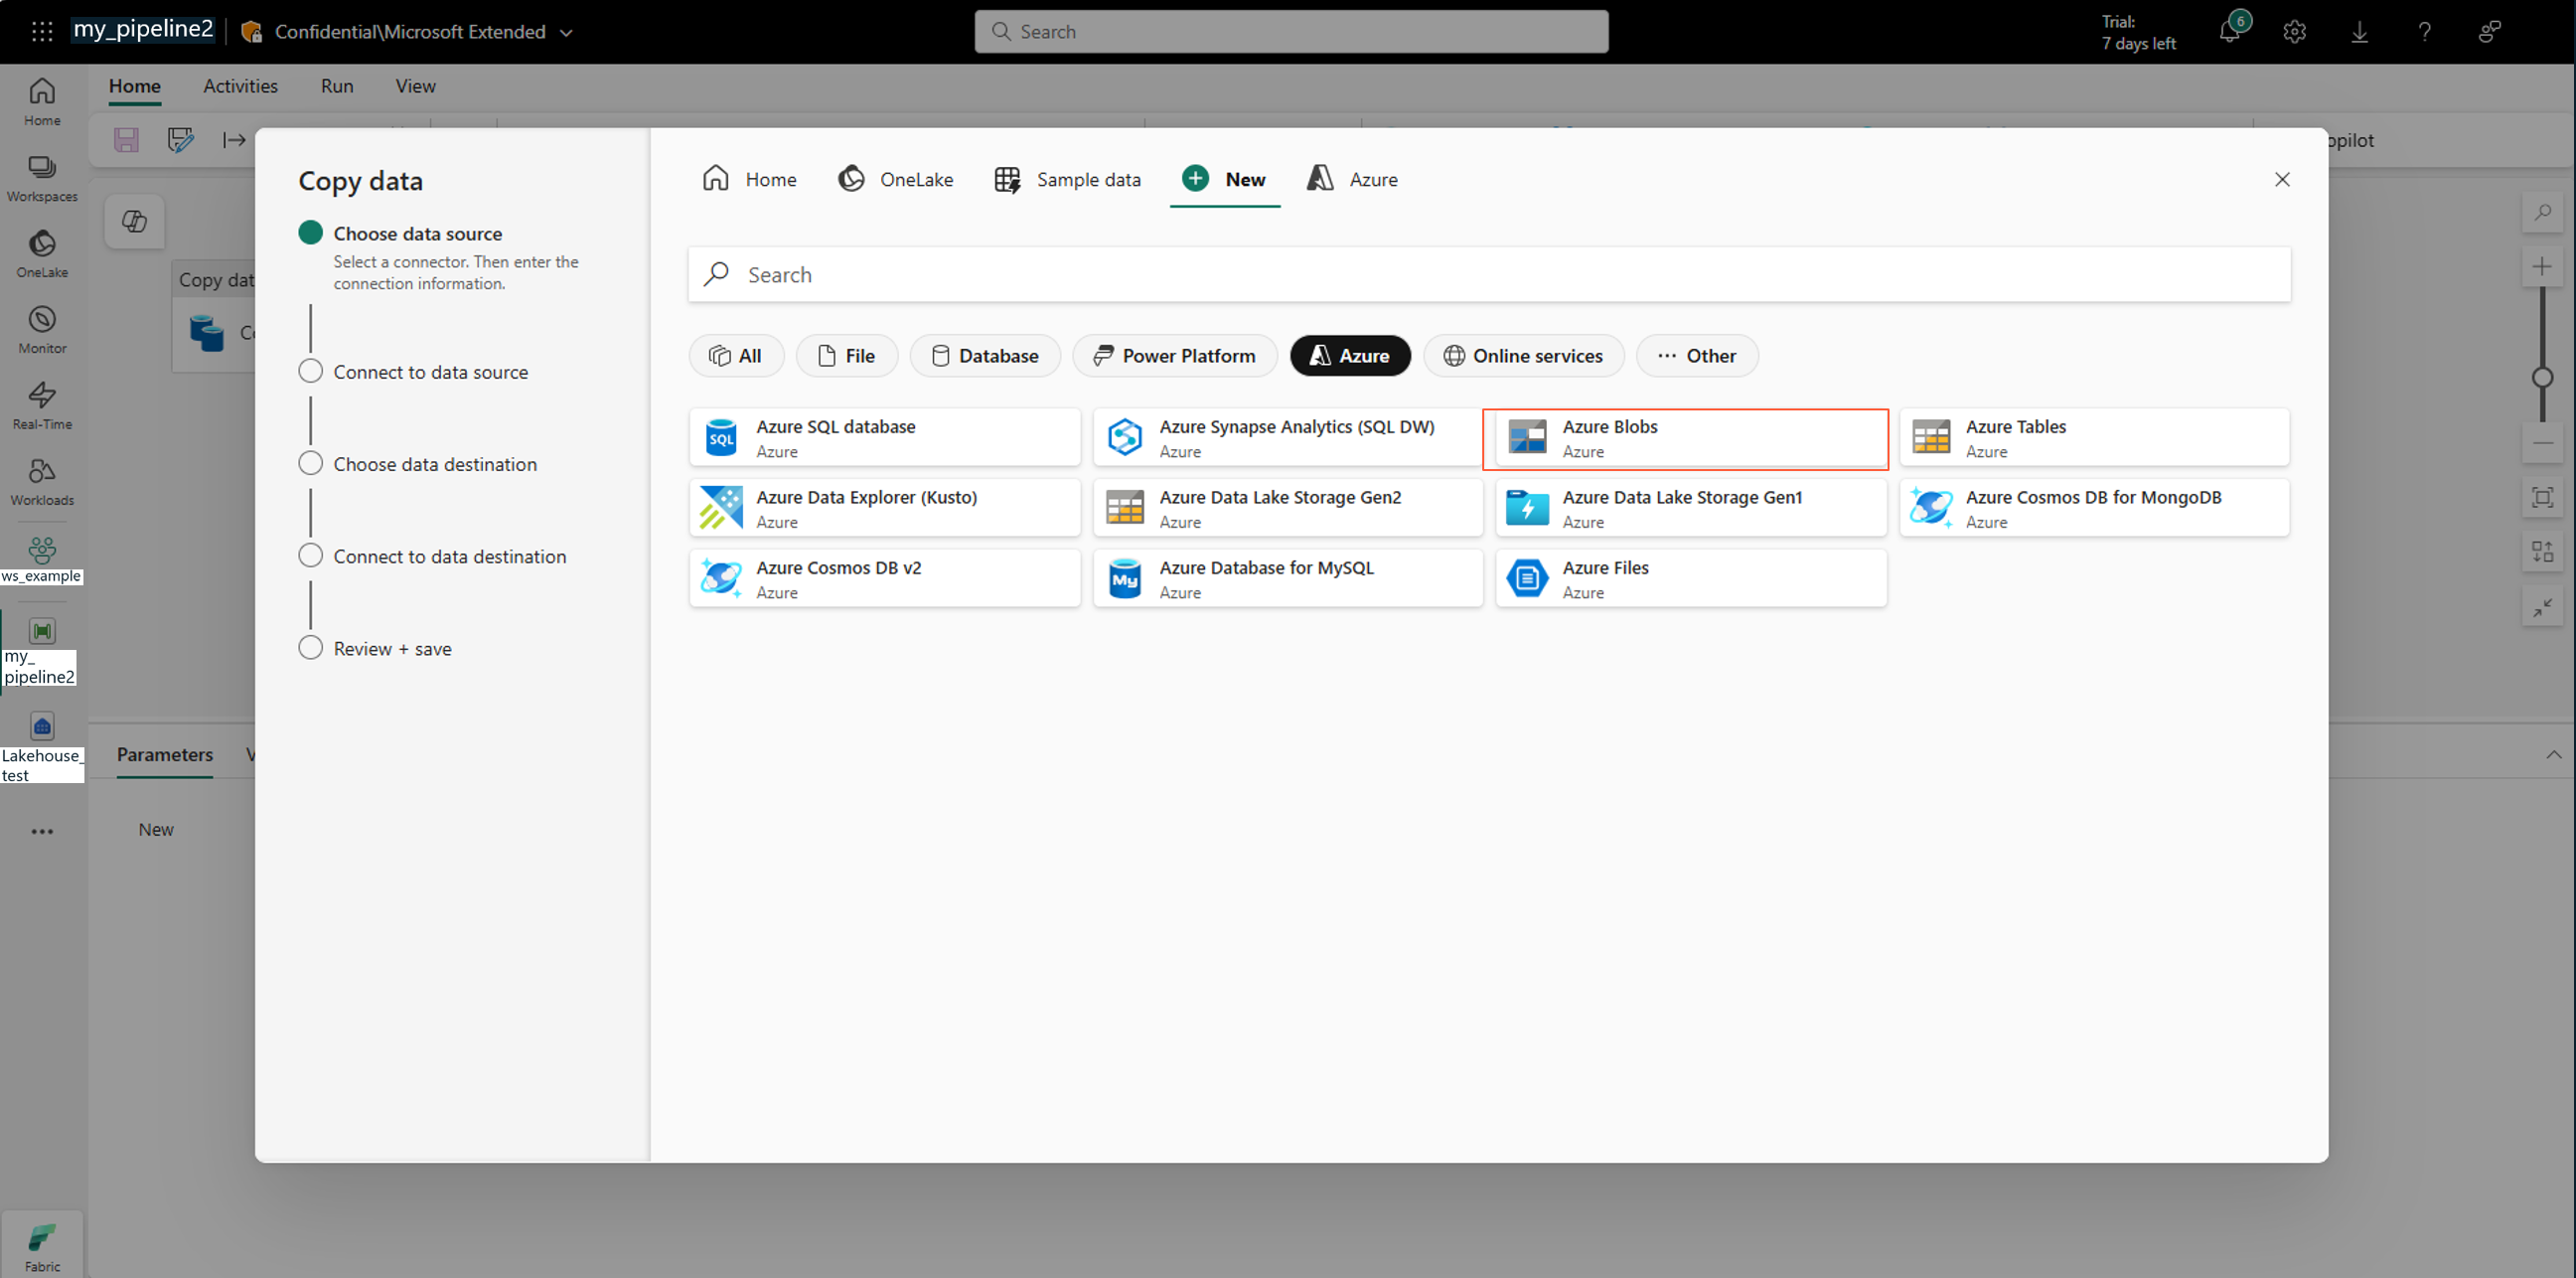 my_pipeline2
Confidential\Microsoft Extended
Search
Trial:
7 days left
6
Home
Activities
Run
View
Home
Workspaces
OneLake
Monitor
Real-Time
Workloads
ws_example
my_
pipeline2
Lakehouse_
test
Fabric
opilot
Copy dat
Parameters
New
Copy data
Choose data source
Select a connector. Then enter the
connection information.
Connect to data source
Choose data destination
Connect to data destination
Review + save
Home
OneLake
Sample data
New
Azure
Search
All
File
Database
Power Platform
Azure
Online services
Other
SQL
Azure SQL database
Azure
Azure Synapse Analytics (SQL DW)
Azure
Azure Blobs
Azure
Azure Tables
Azure
Azure Data Explorer (Kusto)
Azure
Azure Data Lake Storage Gen2
Azure
Azure Data Lake Storage Gen1
Azure
Azure Cosmos DB for MongoDB
Azure
Azure Cosmos DB v2
Azure
My
Azure Database for MySQL
Azure
Azure Files
Azure